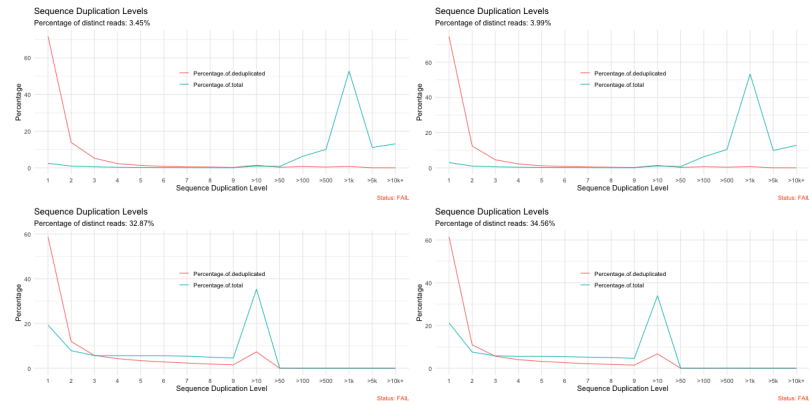 Sequence Duplication Levels
Percentage of distinct reads: 3.45%
Percentage
60
40
20
0
Percentage.of.deduplicated
Percentage.of.total
1 2 3 4 5 6 7 8 9 >10 >50 >100 >500 >1k >5k >10k+
Sequence Duplication Level
Status: FAIL
Sequence Duplication Levels
Percentage of distinct reads: 3.99%
Percentage
60
40
20
0
Percentage.of.deduplicated
Percentage.of.total
1 2 3 4 5 6 7 8 9 >10 >50 >100 >500 >1k >5k >10k+
Sequence Duplication Level
Status: FAIL
Sequence Duplication Levels
Percentage of distinct reads: 32.87%
Percentage
60
40
20
0
Percentage.of.deduplicated
Percentage.of.total
1 2 3 4 5 6 7 8 9 >10 >50 >100 >500 >1k >5k >10k+
Sequence Duplication Level
Status: FAIL
Sequence Duplication Levels
Percentage of distinct reads: 34.56%
Percentage
60
40
20
0
Percentage.of.deduplicated
Percentage.of.total
1 2 3 4 5 6 7 8 9 >10 >50 >100 >500 >1k >5k >10k+
Sequence Duplication Level
Status: FAIL